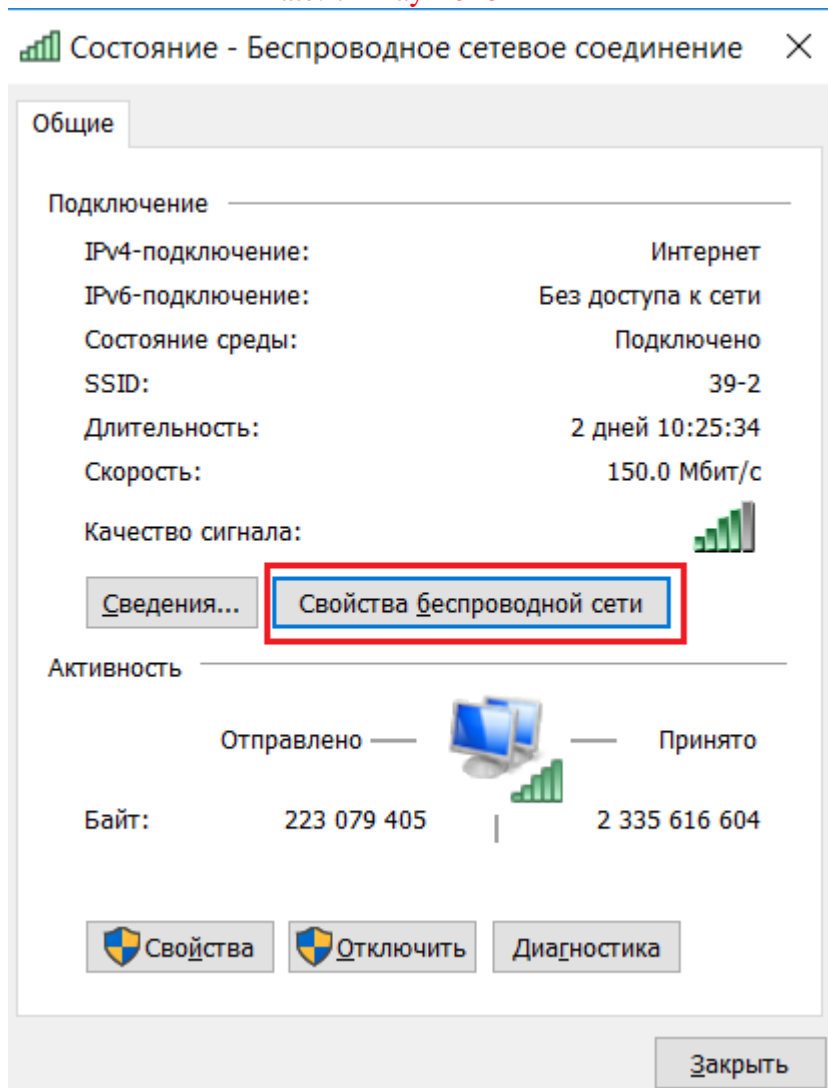 Состояние - Беспроводное сетевое соединение
Общие
Подключение
IPv4-подключение: Интернет
IPv6-подключение: Без доступа к сети
Состояние среды: Подключено
SSID: 39-2
Длительность: 2 дней 10:25:34
Скорость: 150.0 Мбит/с
Качество сигнала:
Сведения... Свойства беспроводной сети
Активность
Отправлено — — Принято
Байт: 223 079 405 | 2 335 616 604
Свойства Отключить Диагностика
Закрыть